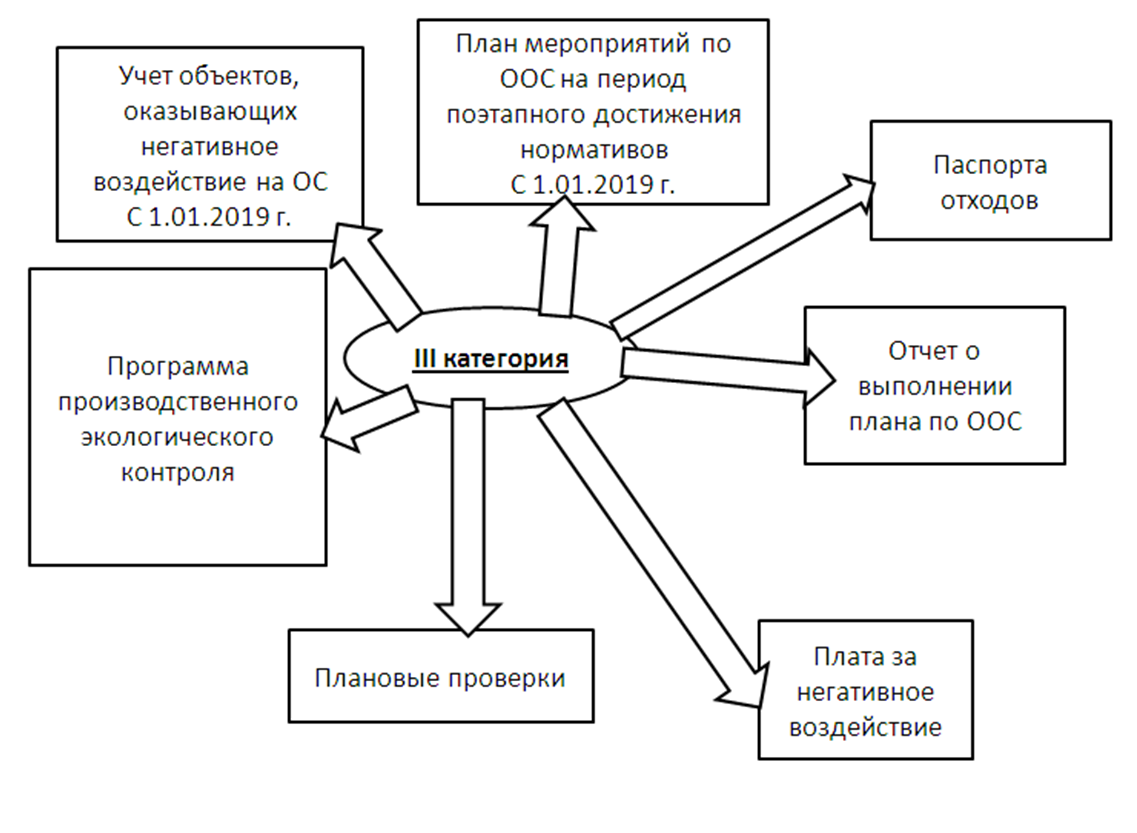 Учет объектов,
оказывающих
негативное
воздействие на ОС
С 1.01.2019 г.
План мероприятий по
ООС на период
поэтапного достижения
нормативов
С 1.01.2019 г.
Паспорта
отходов
III категория
Программа
производственного
экологического
контроля
Отчет о
выполнении
плана по ООС
Плановые проверки
Плата за
негативное
воздействие